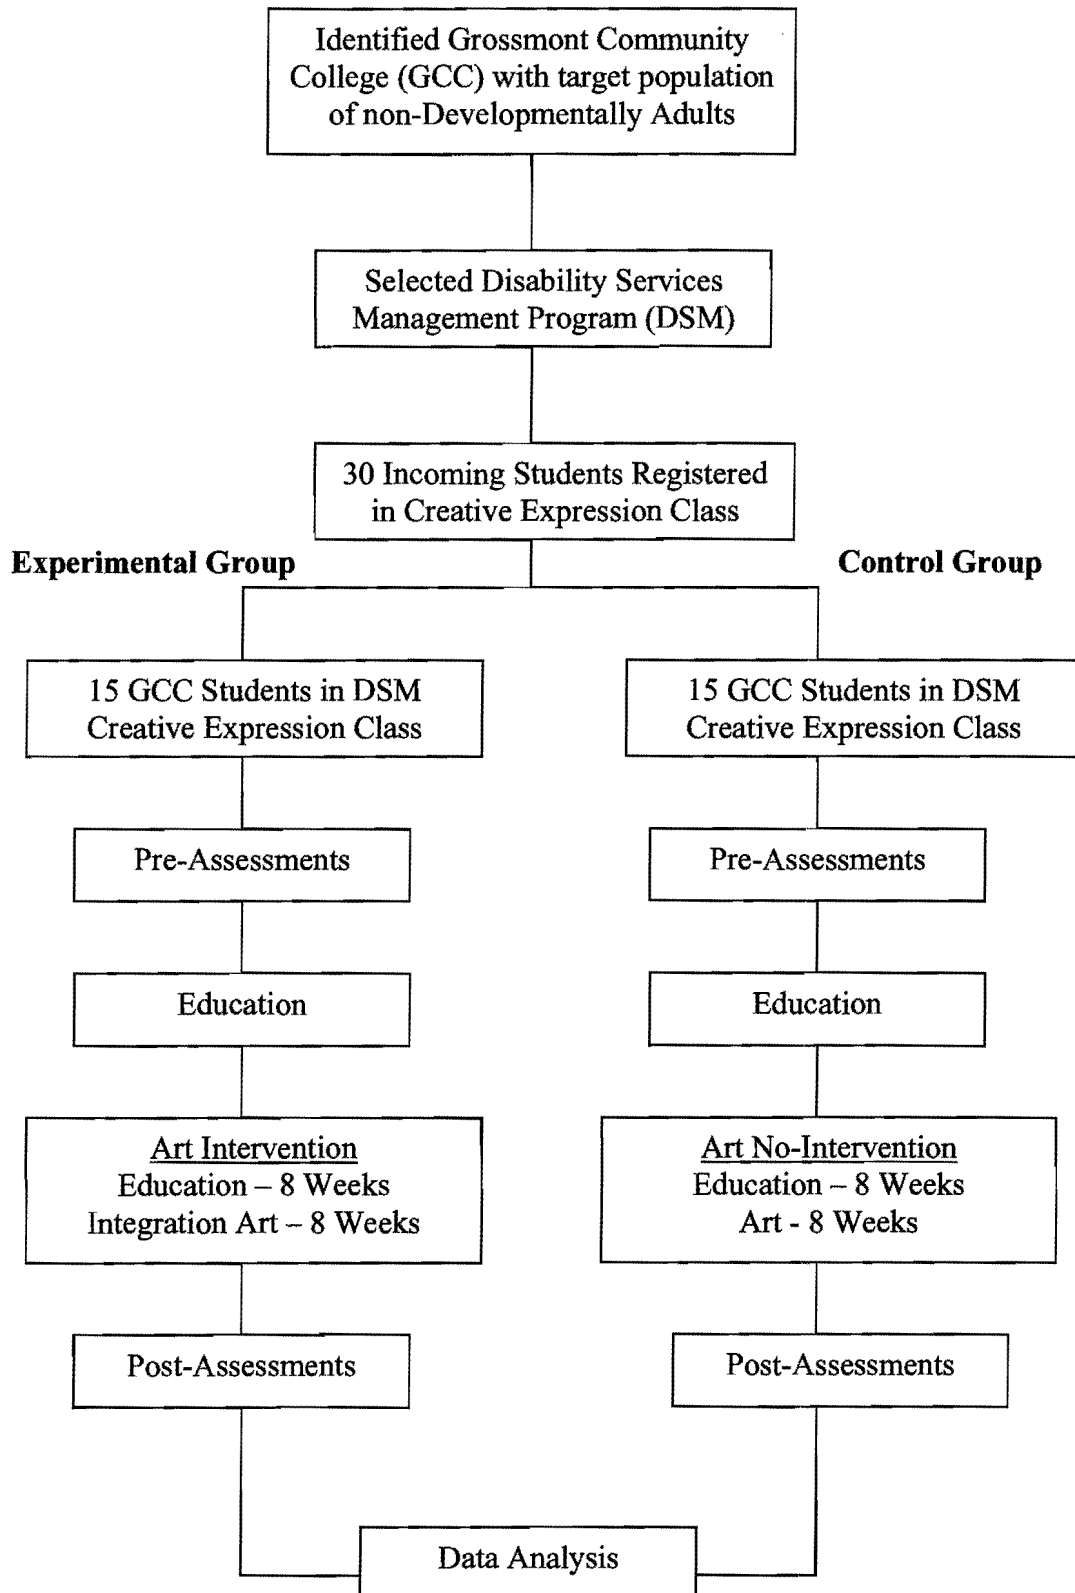 Identified Grossmont Community
College (GCC) with target population
of non-Developmentally Adults
Selected Disability Services
Management Program (DSM)
30 Incoming Students Registered
in Creative Expression Class
Experimental Group
Control Group
15 GCC Students in DSM
Creative Expression Class
15 GCC Students in DSM
Creative Expression Class
Pre-Assessments
Pre-Assessments
Education
Education
Art Intervention
Education – 8 Weeks
Integration Art – 8 Weeks
Art No-Intervention
Education – 8 Weeks
Art - 8 Weeks
Post-Assessments
Post-Assessments
Data Analysis